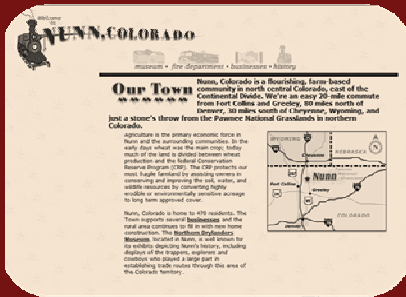 Welcome
to
NUNN, COLORADO
museum • fire department • businesses • history
Our Town
Nunn, Colorado is a flourishing, farm-based
community in north central Colorado, east of the
Continental Divide. We're an easy 20-mile commute
from Fort Collins and Greeley, 80 miles north of
Denver, 30 miles south of Cheyenne, Wyoming, and
just a stone's throw from the Pawnee National Grasslands in northern
Colorado.
Agriculture is the primary economic force in
Nunn and the surrounding communities. In the
early days wheat was the main crop; today
much of the land is divided between wheat
production and the federal Conservation
Reserve Program (CRP). The CRP protects our
most fragile farmland by assisting owners in
conserving and improving the soil, water, and
wildlife resources by converting highly
erodible or environmentally sensitive acreage
to long term approved cover.
Nunn, Colorado is home to 470 residents. The
Town supports several businesses and the
rural area continues to fill in with new home
construction. The Northern Drylanders
Museum, located in Nunn, is well known for
its exhibits depicting Nunn's history, including
displays of the trappers, explorers and
cowboys who played a large part in
establishing trade routes through this area of
the Colorado territory.
WYOMING
NEBRASKA
Cheyenne
Nunn
Fort Collins
Greeley
Denver
COLORADO